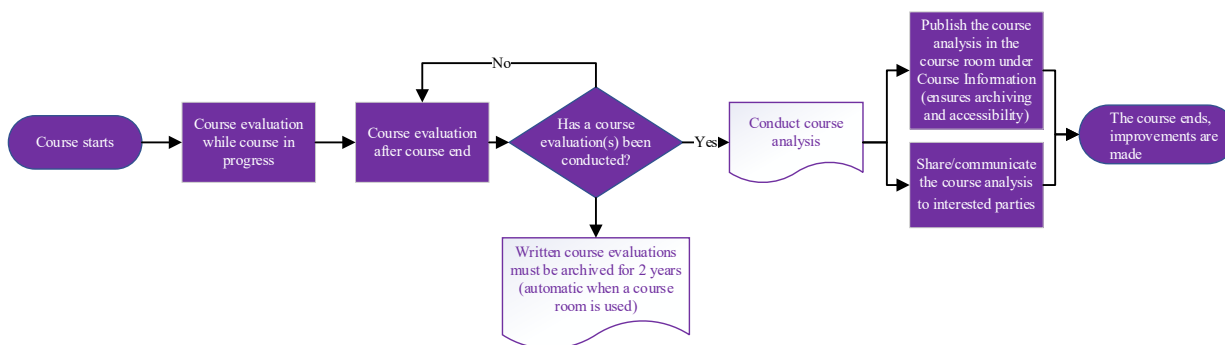 Course starts
Course evaluation
while course in
progress
Course evaluation
after course end
No
Has a course
evaluation(s) been
conducted?
Yes
Written course evaluations
must be archived for 2 years
(automatic when a course
room is used)
Conduct course
analysis
Publish the course
analysis in the
course room under
Course Information
(ensures archiving
and accessibility)
Share/communicate
the course analysis
to interested parties
The course ends,
improvements are
made